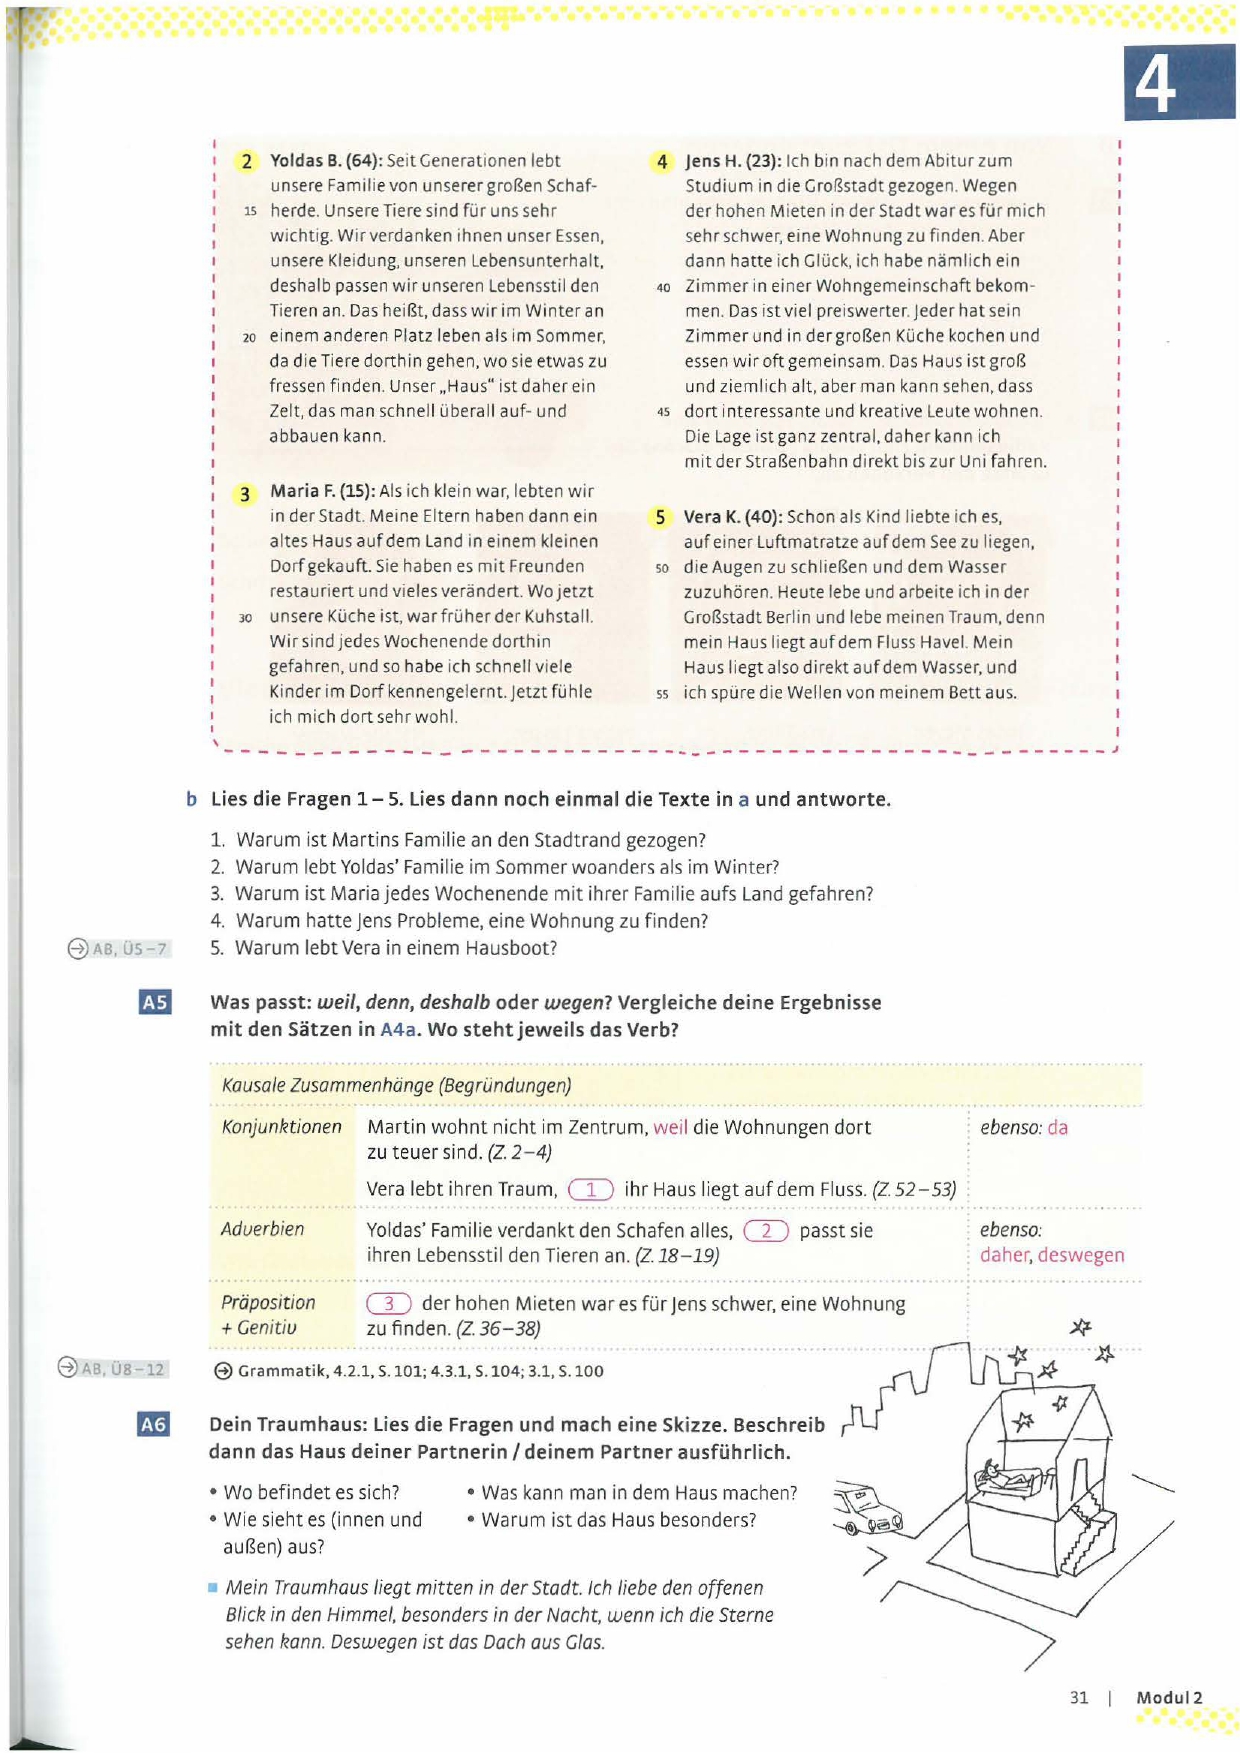 4
2 Yoldas B. (64): Seit Generationen lebt
unsere Familie von unserer großen Schaf-
15 herde. Unsere Tiere sind für uns sehr
wichtig. Wir verdanken ihnen unser Essen,
unsere Kleidung, unseren Lebensunterhalt,
deshalb passen wir unseren Lebensstil den
Tieren an. Das heißt, dass wir im Winter an
20 einem anderen Platz leben als im Sommer,
da die Tiere dorthin gehen, wo sie etwas zu
fressen finden. Unser „Haus“ ist daher ein
Zelt, das man schnell überall auf- und
abbauen kann.
3 Maria F. (15): Als ich klein war, lebten wir
in der Stadt. Meine Eltern haben dann ein
altes Haus auf dem Land in einem kleinen
Dorf gekauft. Sie haben es mit Freunden
restauriert und vieles verändert. Wo jetzt
30 unsere Küche ist, war früher der Kuhstall.
Wir sind jedes Wochenende dorthin
gefahren, und so habe ich schnell viele
Kinder im Dorf kennengelernt. Jetzt fühle
ich mich dort sehr wohl.
4 Jens H. (23): Ich bin nach dem Abitur zum
Studium in die Großstadt gezogen. Wegen
der hohen Mieten in der Stadt war es für mich
sehr schwer, eine Wohnung zu finden. Aber
dann hatte ich Glück, ich habe nämlich ein
40 Zimmer in einer Wohngemeinschaft bekom-
men. Das ist viel preiswerter. Jeder hat sein
Zimmer und in der großen Küche kochen und
essen wir oft gemeinsam. Das Haus ist groß
und ziemlich alt, aber man kann sehen, dass
45 dort interessante und kreative Leute wohnen.
Die Lage ist ganz zentral, daher kann ich
mit der Straßenbahn direkt bis zur Uni fahren.
5 Vera K. (40): Schon als Kind liebte ich es,
auf einer Luftmatratze auf dem See zu liegen,
50 die Augen zu schließen und dem Wasser
zuzuhören. Heute lebe und arbeite ich in der
Großstadt Berlin und lebe meinen Traum, denn
mein Haus liegt auf dem Fluss Havel. Mein
Haus liegt also direkt auf dem Wasser, und
55 ich spüre die Wellen von meinem Bett aus.
b Lies die Fragen 1 – 5. Lies dann noch einmal die Texte in a und antworte.
1. Warum ist Martins Familie an den Stadtrand gezogen?
2. Warum lebt Yoldas' Familie im Sommer woanders als im Winter?
3. Warum ist Maria jedes Wochenende mit ihrer Familie aufs Land gefahren?
4. Warum hatte Jens Probleme, eine Wohnung zu finden?
AB, Ü5–7 5. Warum lebt Vera in einem Hausboot?
A5 Was passt: weil, denn, deshalb oder wegen? Vergleiche deine Ergebnisse
mit den Sätzen in A4a. Wo steht jeweils das Verb?
Kausale Zusammenhänge (Begründungen)
Konjunktionen Martin wohnt nicht im Zentrum, weil die Wohnungen dort ebenso: da
zu teuer sind. (Z. 2–4)
Vera lebt ihren Traum, 1 ihr Haus liegt auf dem Fluss. (Z. 52–53)
Adverbien Yoldas' Familie verdankt den Schafen alles, 2 passt sie ebenso:
ihren Lebensstil den Tieren an. (Z. 18–19) daher, deswegen
Präposition 3 der hohen Mieten war es für Jens schwer, eine Wohnung
+ Genitiv zu finden. (Z. 36–38)
AB, Ü8–12 Grammatik, 4.2.1, S. 101; 4.3.1, S. 104; 3.1, S. 100
A6 Dein Traumhaus: Lies die Fragen und mach eine Skizze. Beschreib
dann das Haus deiner Partnerin / deinem Partner ausführlich.
• Wo befindet es sich? • Was kann man in dem Haus machen?
• Wie sieht es (innen und • Warum ist das Haus besonders?
außen) aus?
Mein Traumhaus liegt mitten in der Stadt. Ich liebe den offenen
Blick in den Himmel, besonders in der Nacht, wenn ich die Sterne
sehen kann. Deswegen ist das Dach aus Glas.
31 | Modul 2